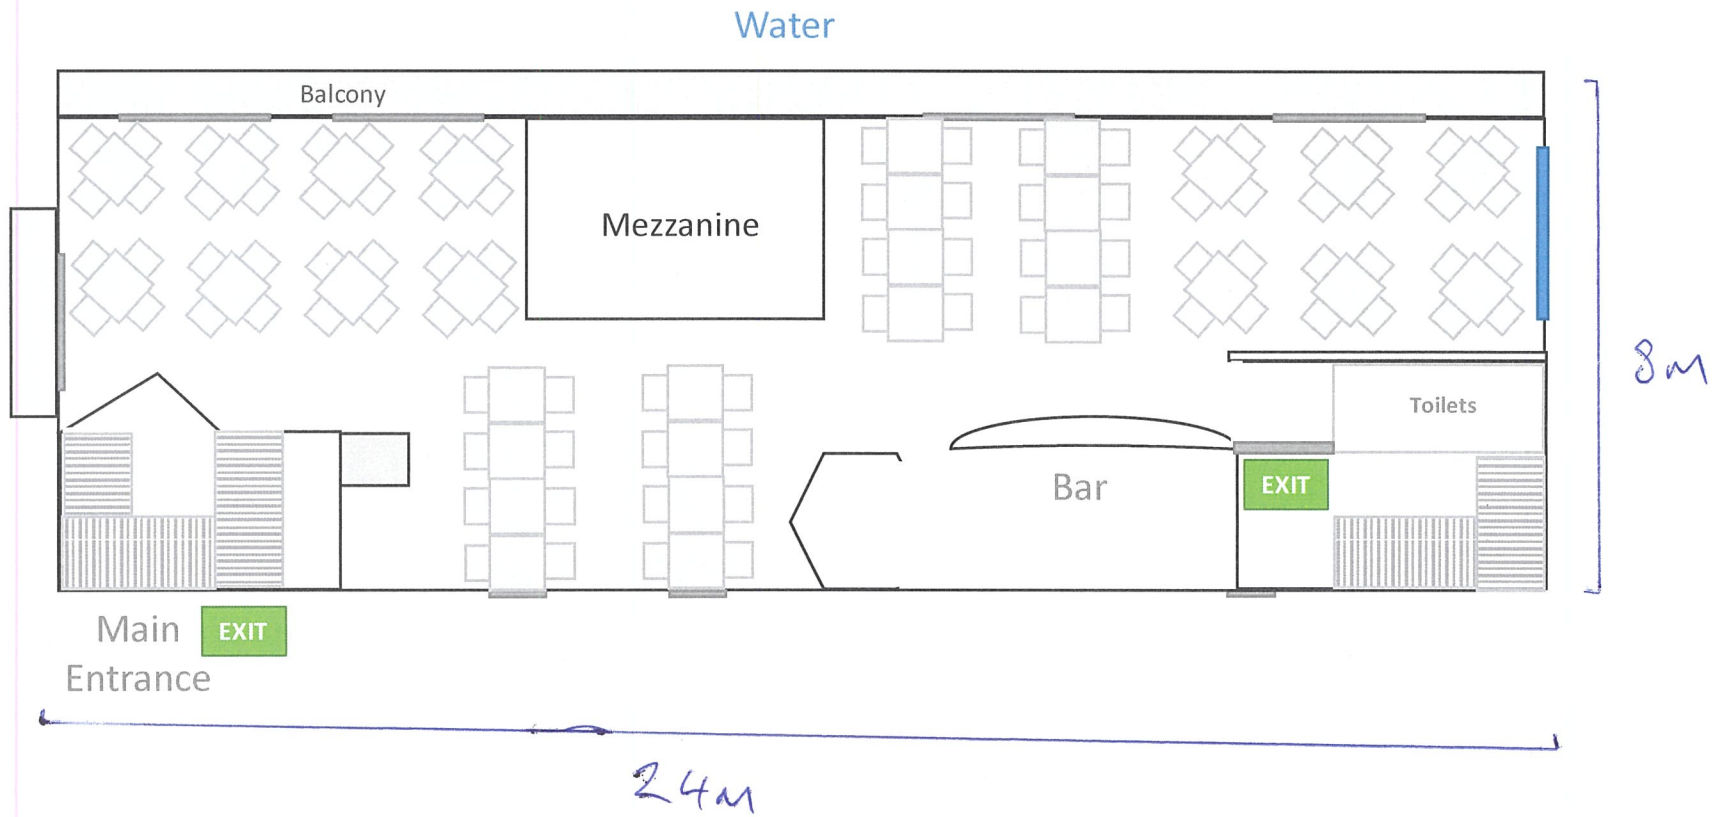 Water
Balcony
Mezzanine
8m
Toilets
Bar
EXIT
Main
EXIT
Entrance
24m